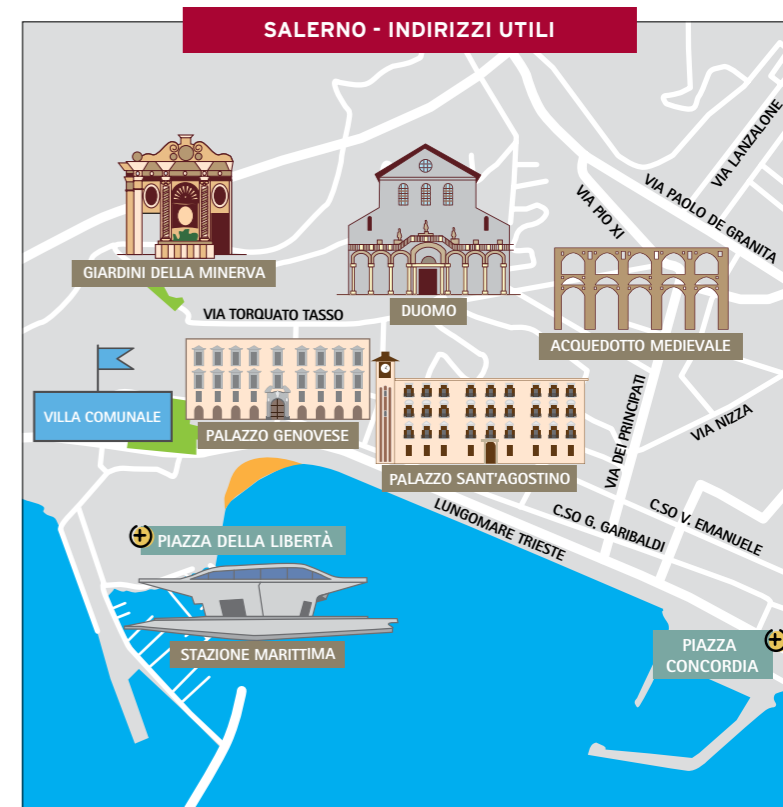 SALERNO - INDIRIZZI UTILI
VIA LANZALONE
VIA PAOLO DE GRANITA
VIA PIO XI
GIARDINI DELLA MINERVA
DUOMO
VIA TORQUATO TASSO
ACQUEDOTTO MEDIEVALE
VILLA COMUNALE
PALAZZO GENOVESE
PALAZZO SANT'AGOSTINO
VIA DEI PRINCIPATI
VIA NIZZA
LUNGOMARE TRIESTE
C.SO G. GARIBALDI
C.SO V. EMANUELE
PIAZZA DELLA LIBERTÀ
STAZIONE MARITTIMA
PIAZZA
CONCORDIA